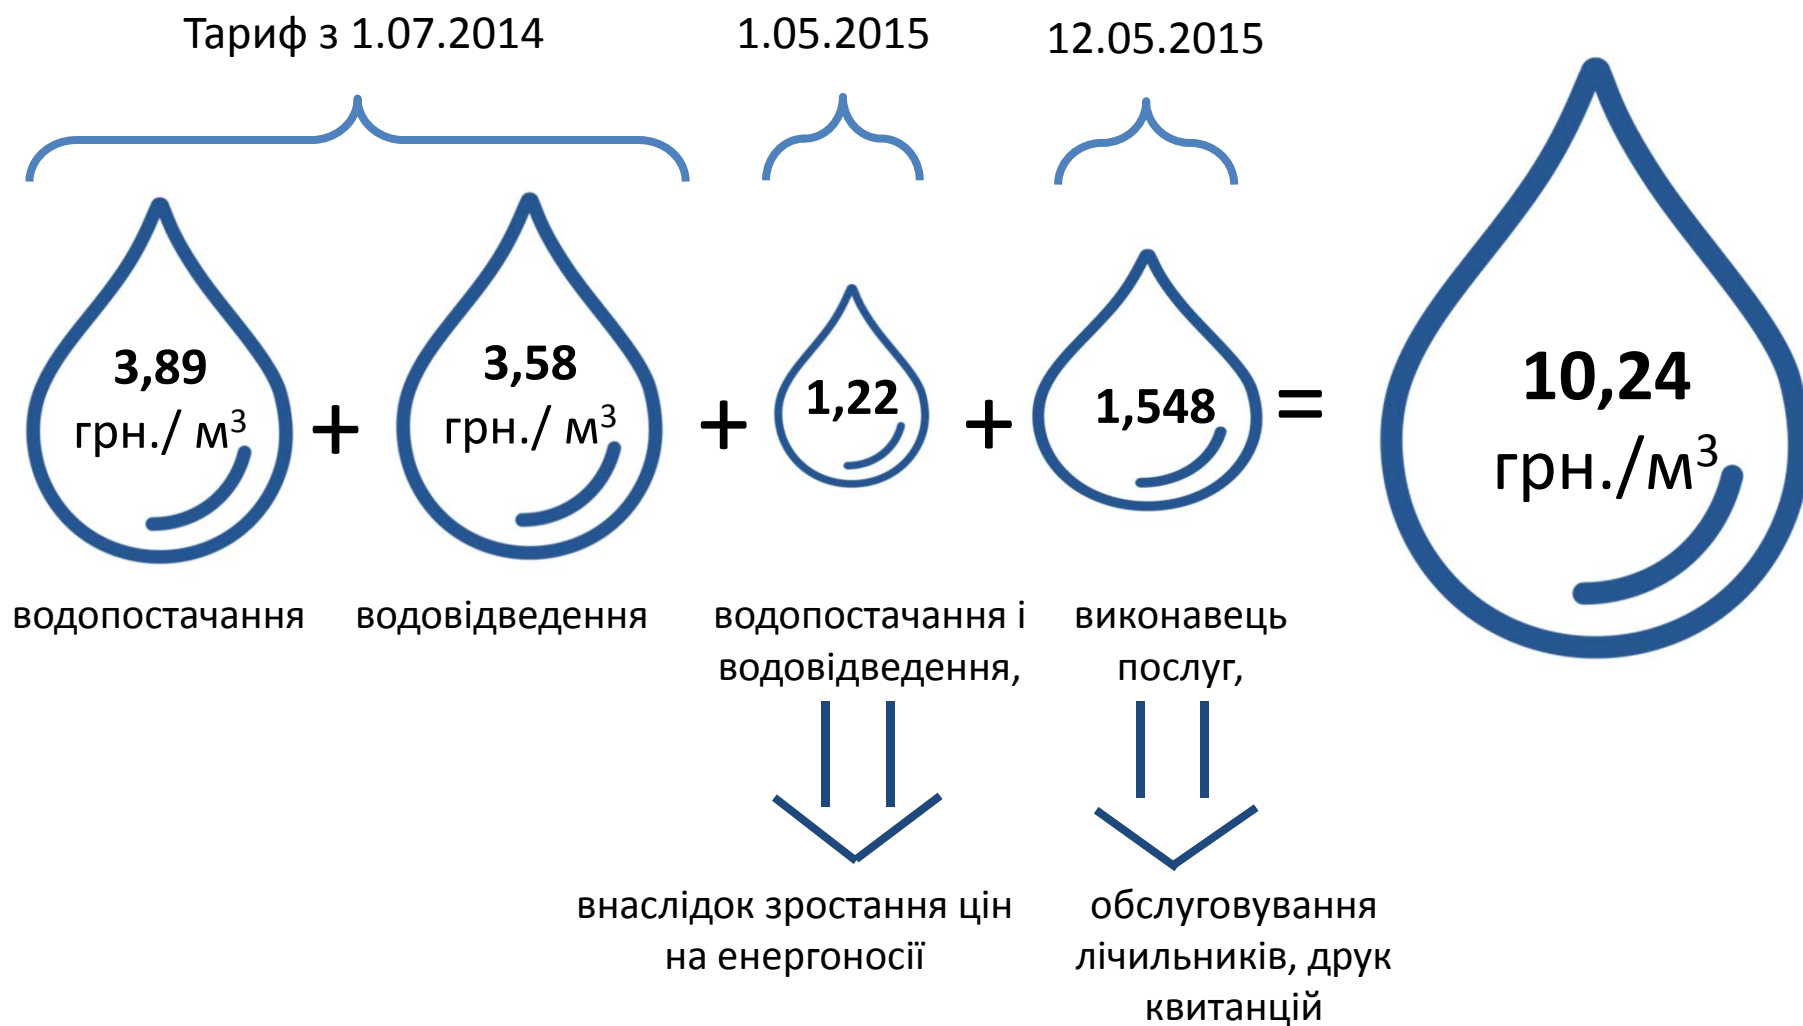 Тариф з 1.07.2014
1.05.2015
12.05.2015
3,89
грн./ м³
+
3,58
грн./ м³
+
1,22
+
1,548
=
10,24
грн./м³
водопостачання
водовідведення
водопостачання і
водовідведення,
виконавець
послуг,
внаслідок зростання цін
на енергоносії
обслуговування
лічильників, друк
квитанцій